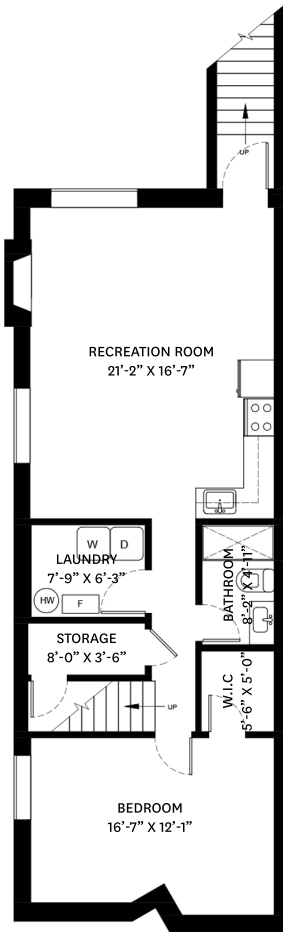 UP
RECREATION ROOM
21'-2" X 16'-7"
W D
LAUNDRY
7'-9" X 6'-3"
HW
F
BATHROOM
8'-2" X 4'-11"
STORAGE
8'-0" X 3'-6"
W.I.C
5'-6" X 5'-0"
UP
BEDROOM
16'-7" X 12'-1"